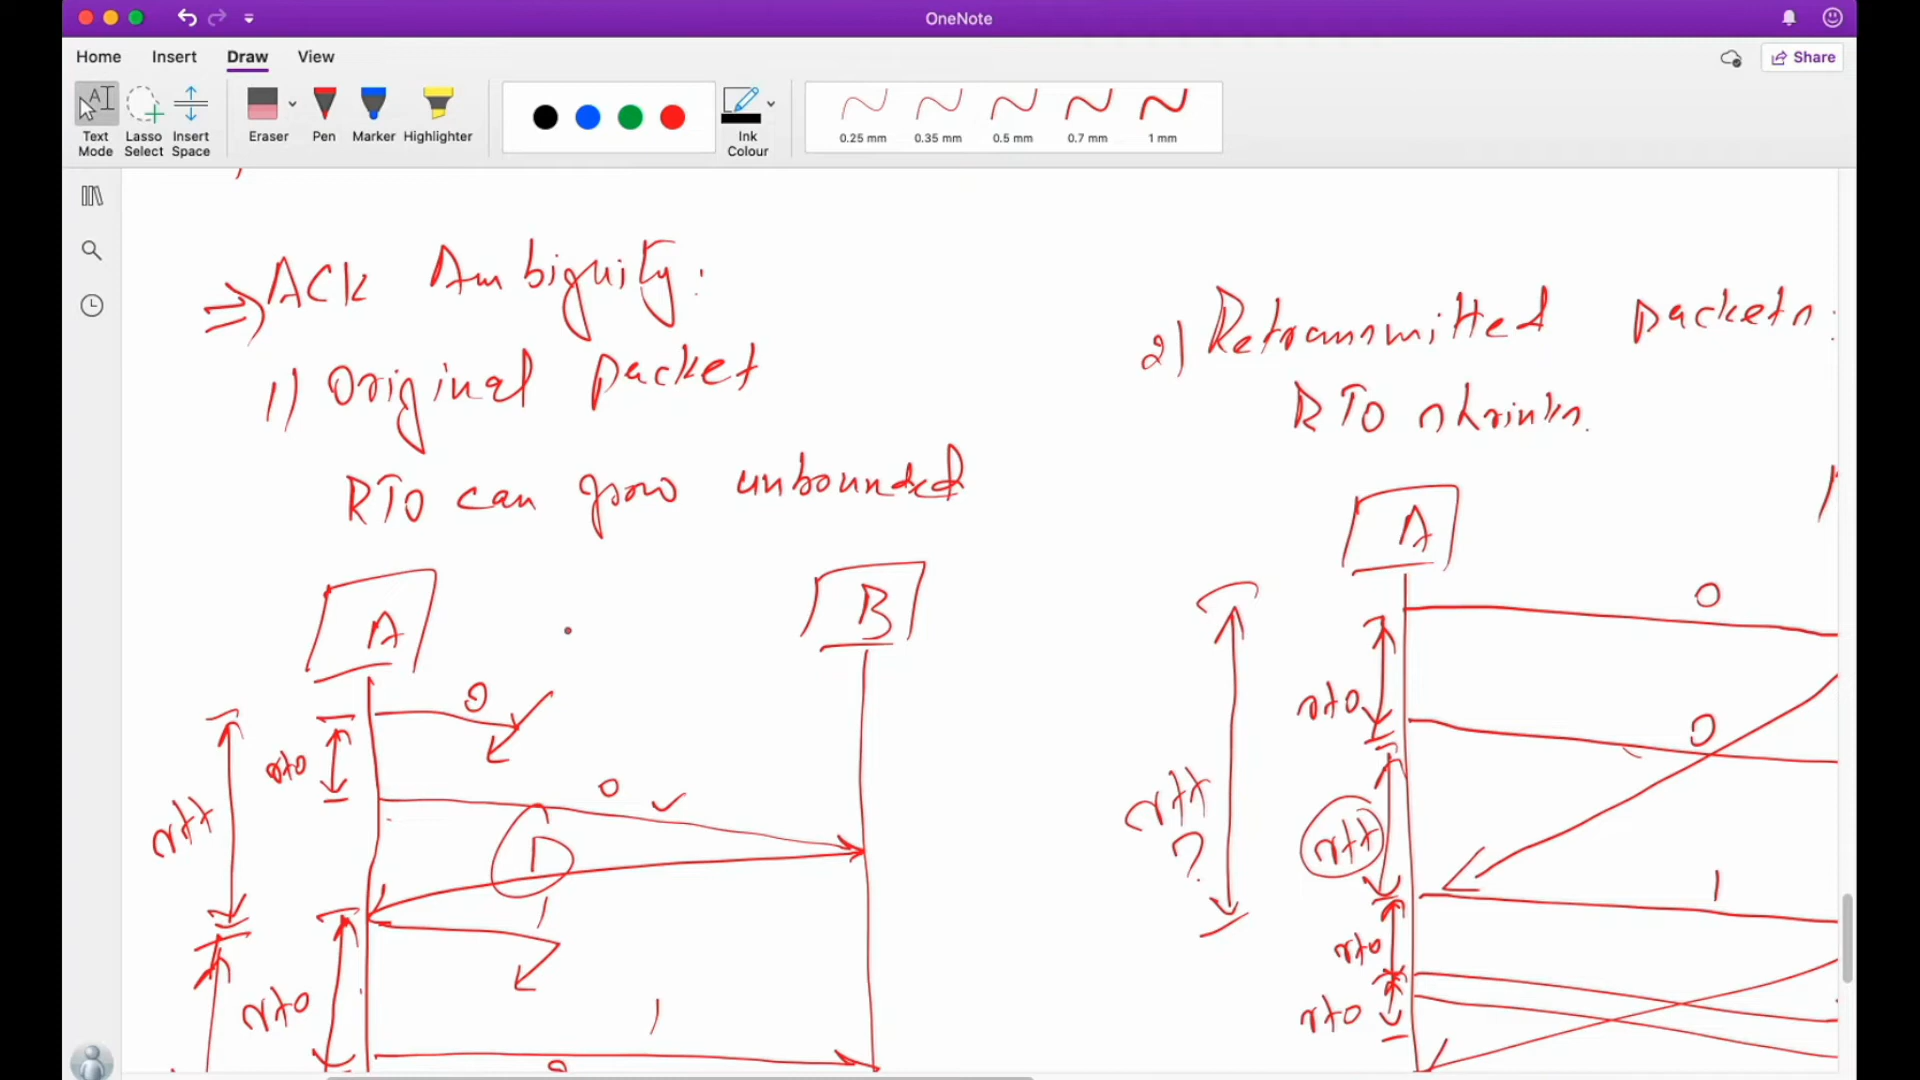 OneNote
Home Insert Draw View
Share
Text Mode
Lasso Select
Insert Space
Eraser
Pen
Marker
Highlighter
Ink Colour
0.25 mm
0.35 mm
0.5 mm
0.7 mm
1 mm
⇒ ACK Ambiguity:
1) Original Packet
RTO can grow unbounded
A
B
0
rto
rtt
0 ✓
1
1
rto
1
2) Retransmitted packets:
RTO shrinks.
A
0
rto
0
rtt
?
rtt
1
rto
rto